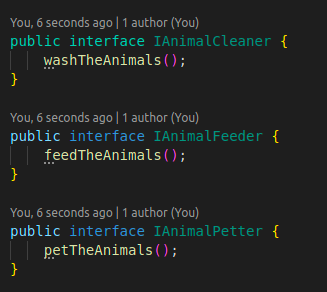 You, 6 seconds ago | 1 author (You)
public interface IAnimalCleaner {
    washTheAnimals();
}
You, 6 seconds ago | 1 author (You)
public interface IAnimalFeeder {
    feedTheAnimals();
}
You, 6 seconds ago | 1 author (You)
public interface IAnimalPetter {
    petTheAnimals();
}